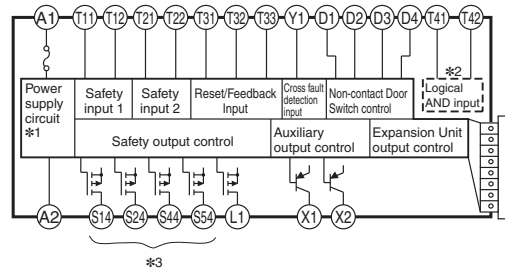 A1 T11 T12 T21 T22 T31 T32 T33 Y1 D1 D2 D3 D4 T41 T42
*2
Power
supply
circuit
*1
Safety
input 1
Safety
input 2
Reset/Feedback
Input
Cross fault
detection
input
Non-contact Door
Switch control
Logical
AND input
Safety output control
Auxiliary
output control
Expansion Unit
output control
A2 S14 S24 S44 S54 L1 X1 X2
*3